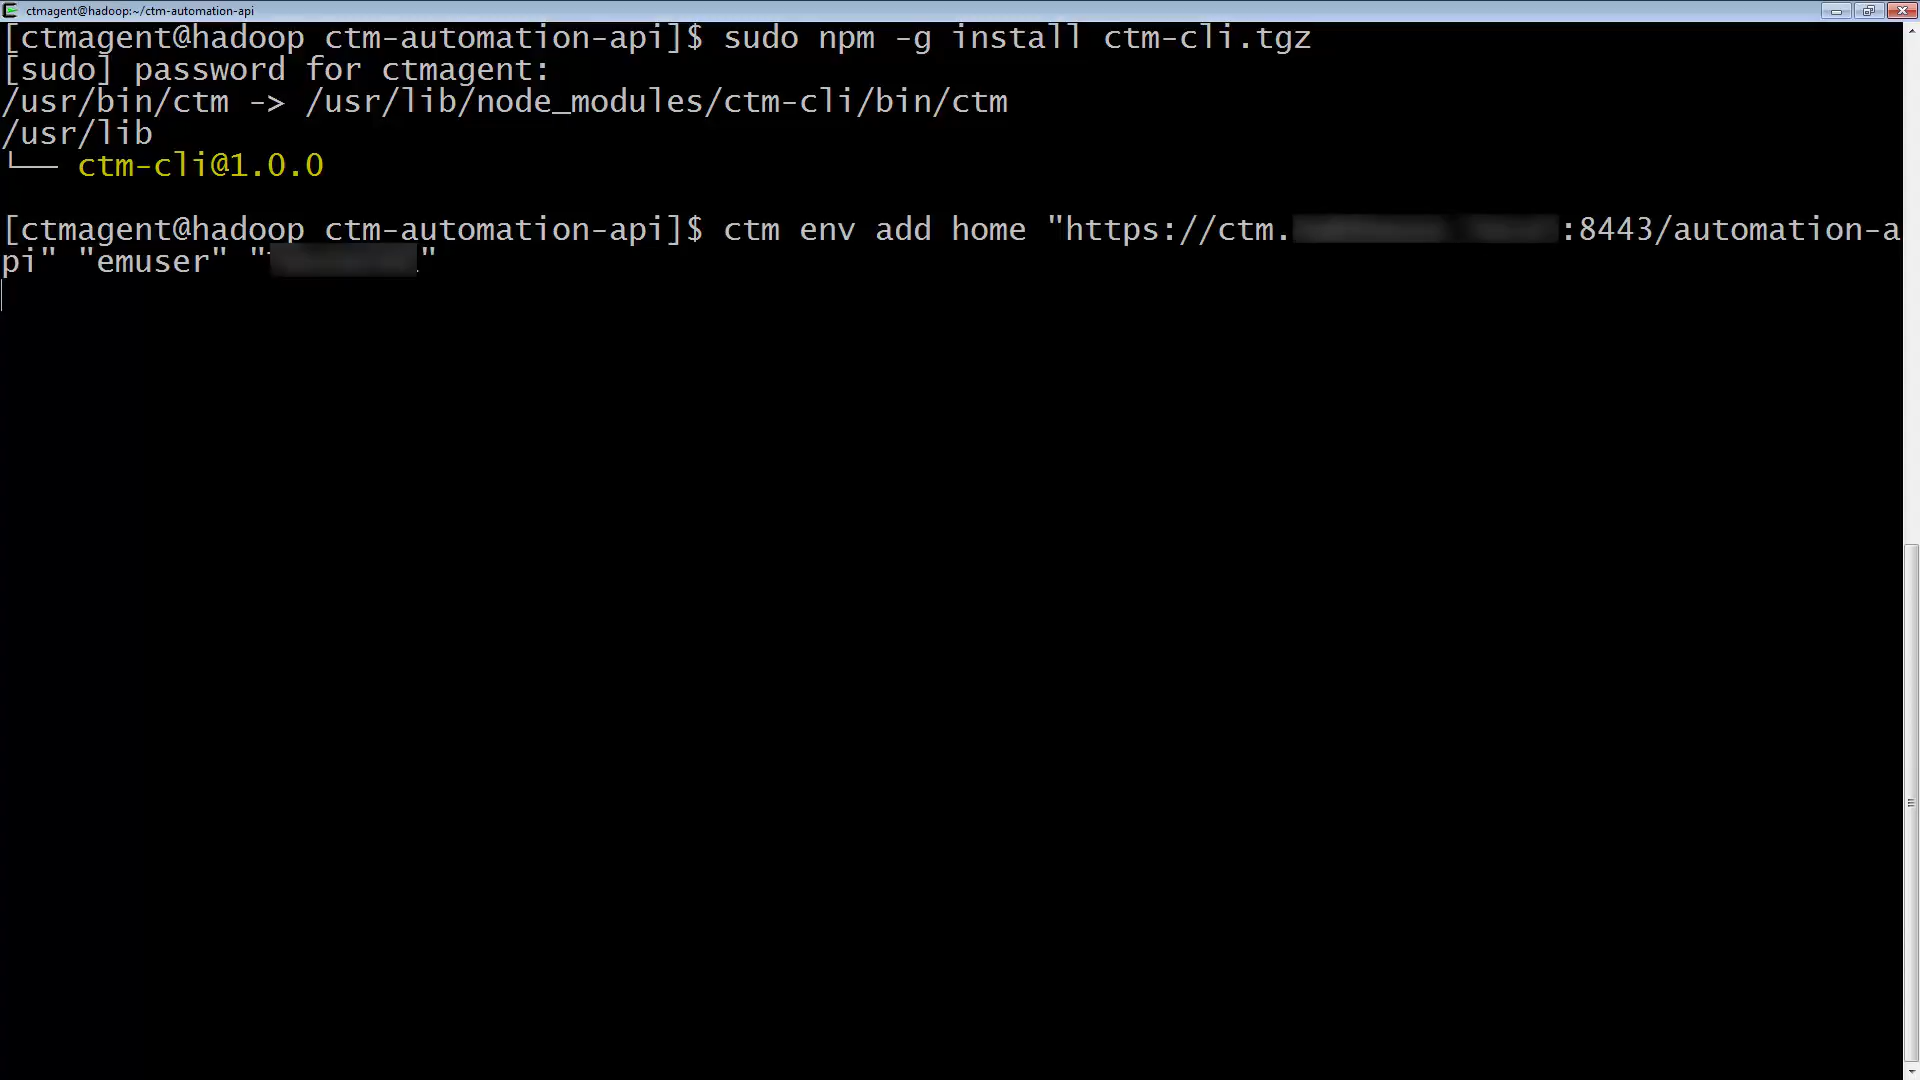 ctmagent@hadoop:~/ctm-automation-api
[ctmagent@hadoop ctm-automation-api]$ sudo npm -g install ctm-cli.tgz
[sudo] password for ctmagent:
/usr/bin/ctm -> /usr/lib/node_modules/ctm-cli/bin/ctm
/usr/lib
└── ctm-cli@1.0.0
[ctmagent@hadoop ctm-automation-api]$ ctm env add home "https://ctm.:8443/automation-a
pi" "emuser" ""